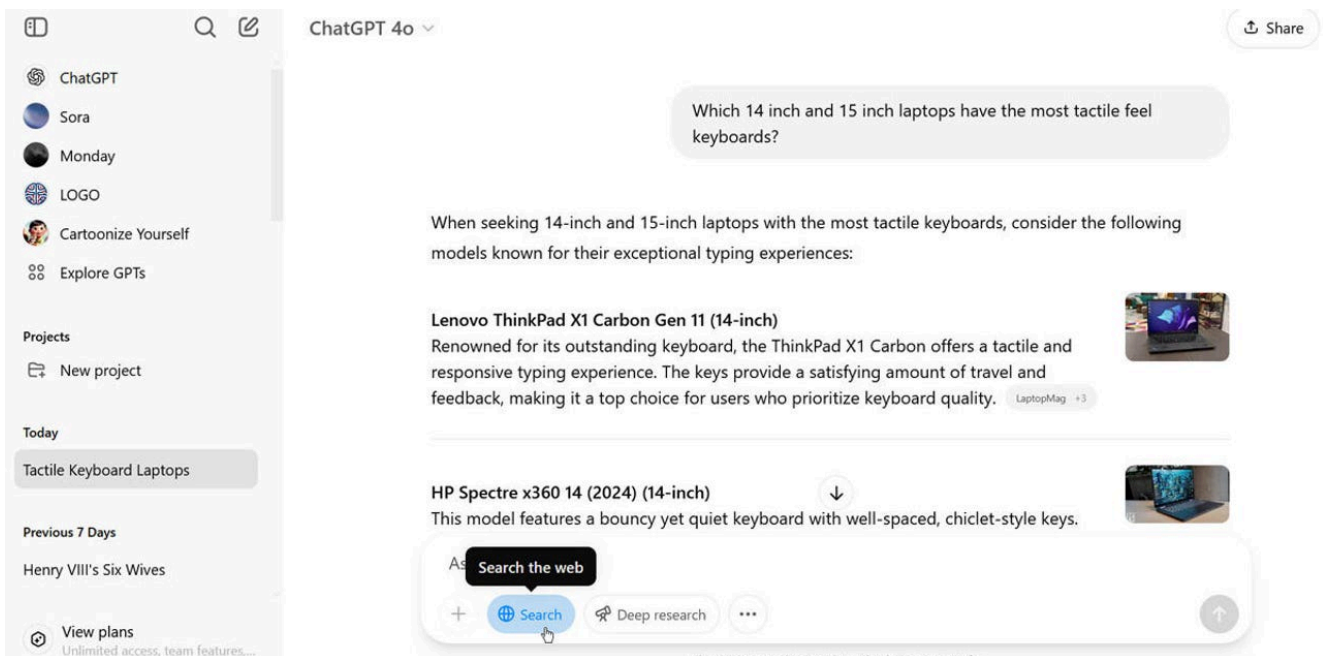 ChatGPT 4o
Share
ChatGPT
Sora
Monday
LOGO
Cartoonize Yourself
Explore GPTs
Projects
New project
Today
Tactile Keyboard Laptops
Previous 7 Days
Henry VIII's Six Wives
View plans
Unlimited access, team features,...
Which 14 inch and 15 inch laptops have the most tactile feel
keyboards?
When seeking 14-inch and 15-inch laptops with the most tactile keyboards, consider the following
models known for their exceptional typing experiences:
Lenovo ThinkPad X1 Carbon Gen 11 (14-inch)
Renowned for its outstanding keyboard, the ThinkPad X1 Carbon offers a tactile and
responsive typing experience. The keys provide a satisfying amount of travel and
feedback, making it a top choice for users who prioritize keyboard quality. LaptopMag +3
HP Spectre x360 14 (2024) (14-inch)
This model features a bouncy yet quiet keyboard with well-spaced, chiclet-style keys.
As
Search the web
Search
Deep research